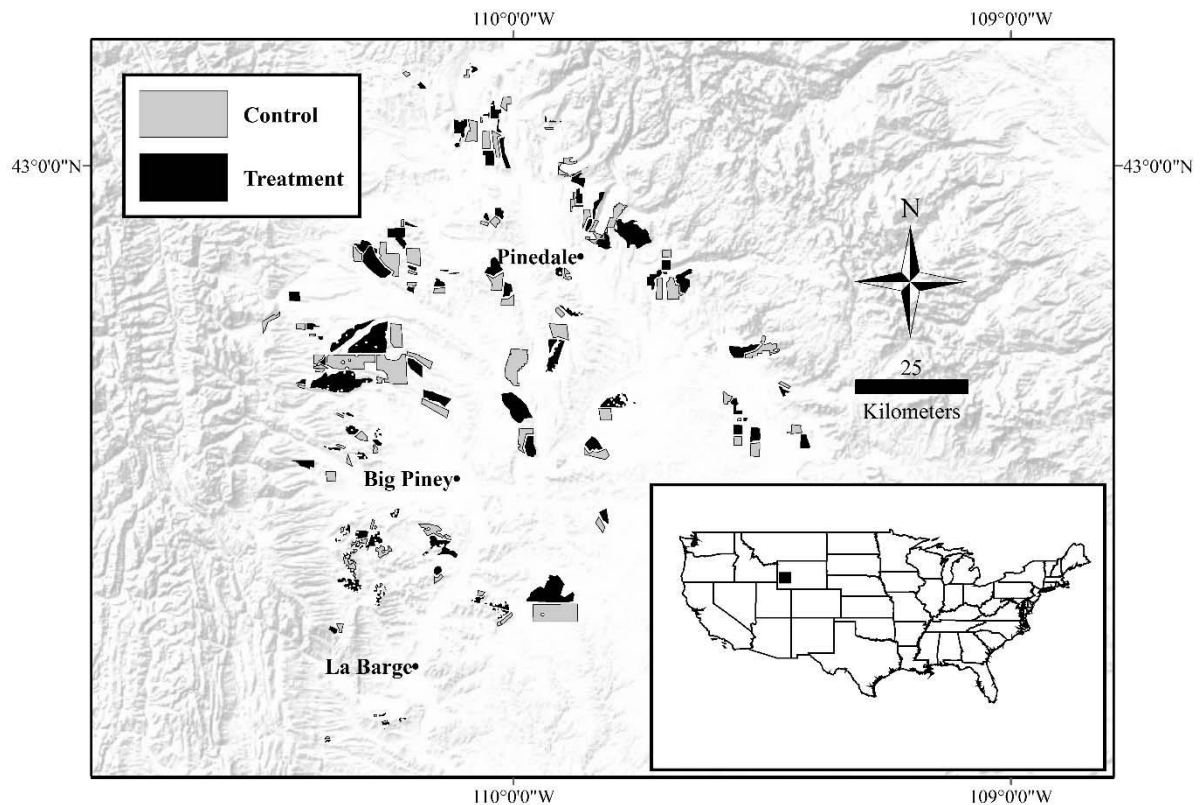 110°0'0"W
109°0'0"W
Control
Treatment
43°0'0"N
43°0'0"N
N
Pinedale
25
Kilometers
Big Piney
La Barge
110°0'0"W
109°0'0"W